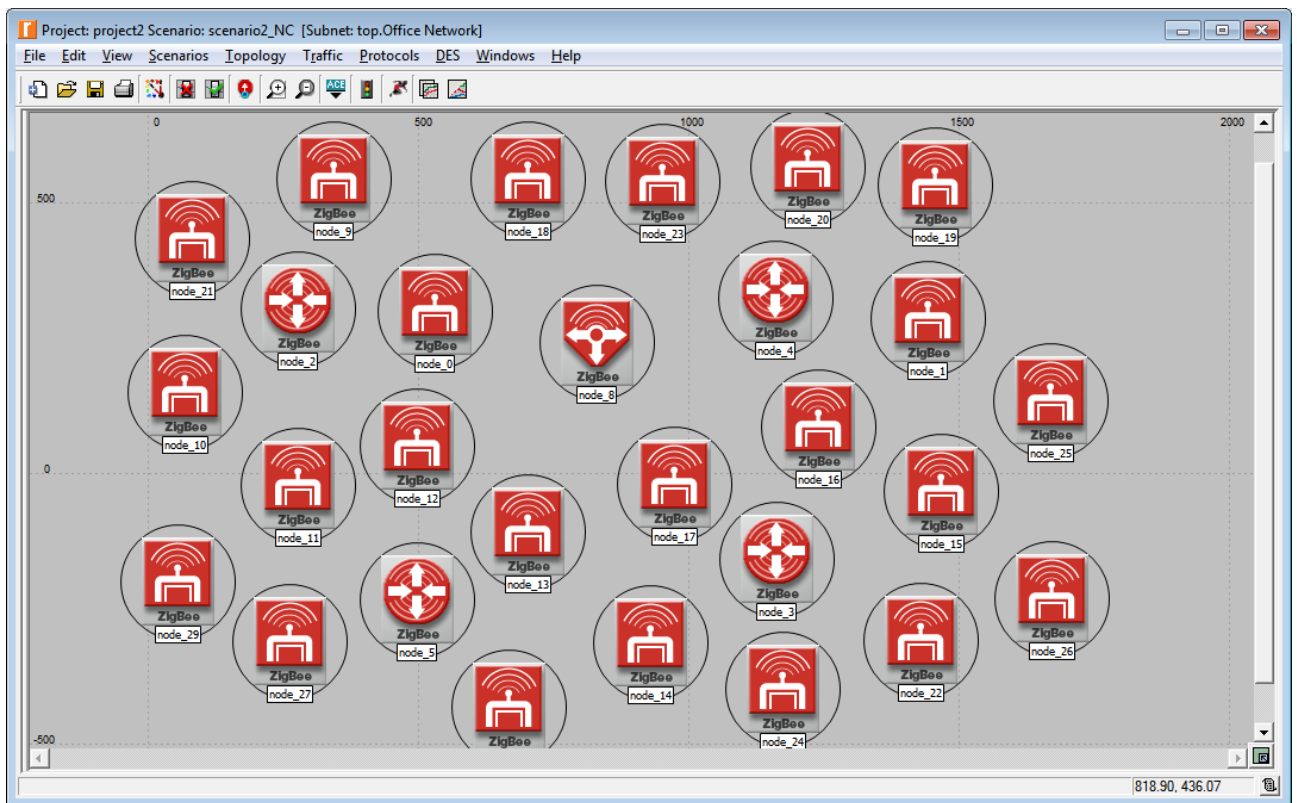 Project: project2 Scenario: scenario2_NC [Subnet: top.Office Network]
File Edit View Scenarios Topology Traffic Protocols DES Windows Help
ACE
0 500 1000 1500 2000
500
ZigBee
node_9
ZigBee
node_18
ZigBee
node_23
ZigBee
node_20
ZigBee
node_19
ZigBee
node_21
ZigBee
node_2
ZigBee
node_0
ZigBee
node_8
ZigBee
node_4
ZigBee
node_1
ZigBee
node_10
ZigBee
node_12
ZigBee
node_16
ZigBee
node_25
0
ZigBee
node_11
ZigBee
node_13
ZigBee
node_17
ZigBee
node_15
ZigBee
node_29
ZigBee
node_5
ZigBee
node_3
ZigBee
node_26
ZigBee
node_27
ZigBee
node_14
ZigBee
node_22
ZigBee
ZigBee
node_24
-500
818.90, 436.07